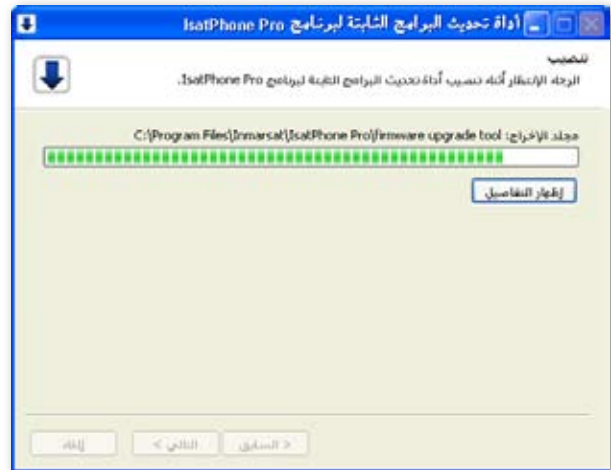 أداة تحديث البرامج الثابتة لبرنامج IsatPhone Pro
تنصيب
الرجاء الإنتظار أثناء تنصيب أداة تحديث البرامج الثابتة لبرنامج IsatPhone Pro.
مجلد الإخراج: C:\Program Files\Inmarsat\IsatPhone Pro\firmware upgrade tool
إظهار التفاصيل
< السابق
التالي >
إلغاء